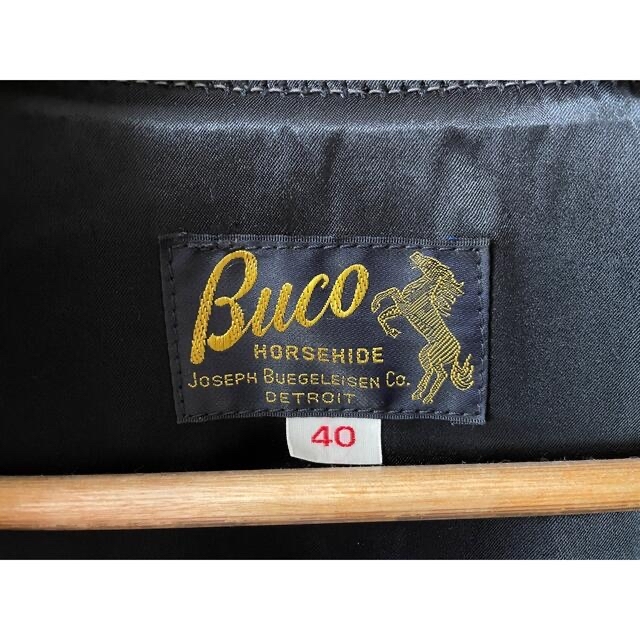 Buco
HORSEHIDE
JOSEPH BUEGELEISEN CO.
DETROIT
40